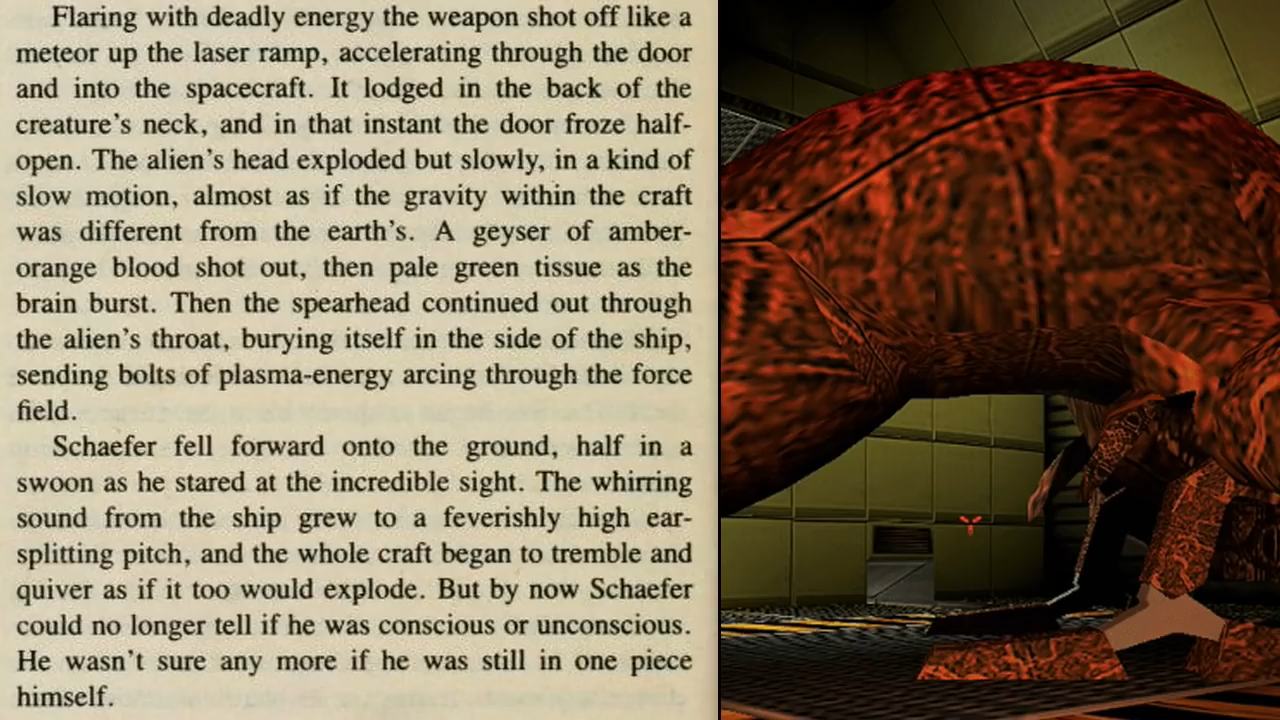 Flaring with deadly energy the weapon shot off like a
meteor up the laser ramp, accelerating through the door
and into the spacecraft. It lodged in the back of the
creature's neck, and in that instant the door froze half-
open. The alien's head exploded but slowly, in a kind of
slow motion, almost as if the gravity within the craft
was different from the earth's. A geyser of amber-
orange blood shot out, then pale green tissue as the
brain burst. Then the spearhead continued out through
the alien's throat, burying itself in the side of the ship,
sending bolts of plasma-energy arcing through the force
field.
Schaefer fell forward onto the ground, half in a
swoon as he stared at the incredible sight. The whirring
sound from the ship grew to a feverishly high ear-
splitting pitch, and the whole craft began to tremble and
quiver as if it too would explode. But by now Schaefer
could no longer tell if he was conscious or unconscious.
He wasn't sure any more if he was still in one piece
himself.